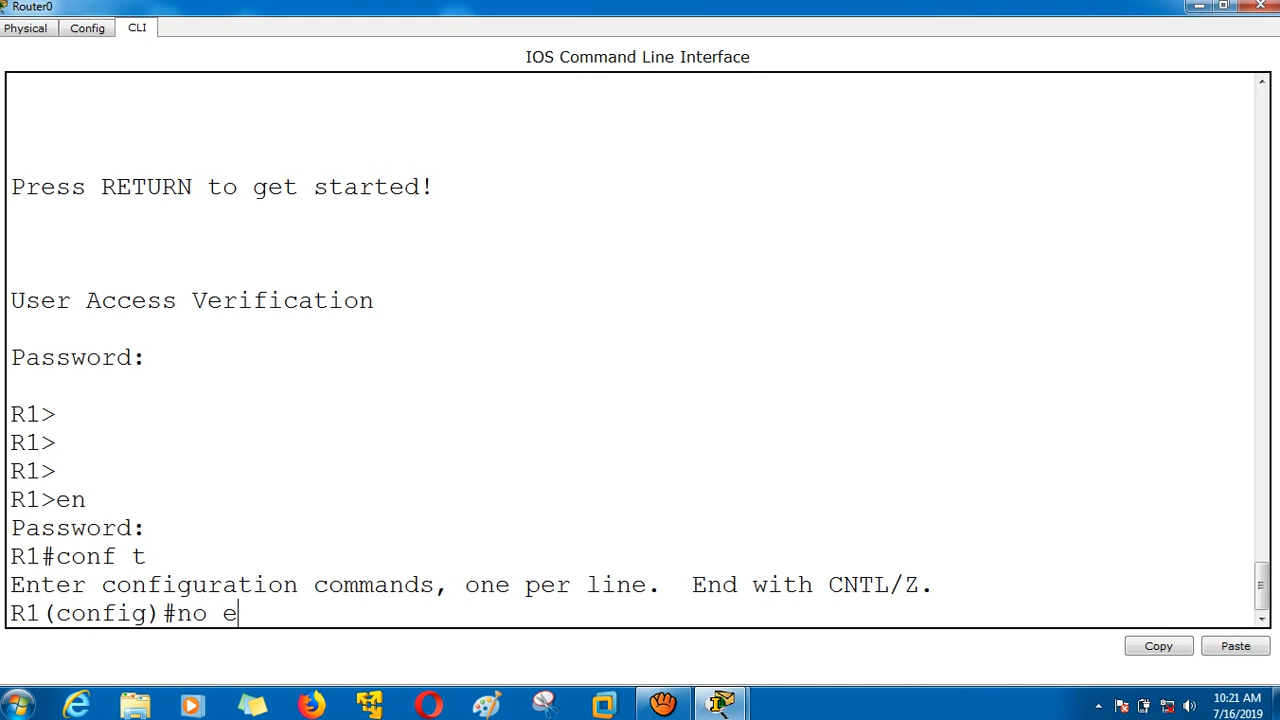 Router0
Physical Config CLI
IOS Command Line Interface
Press RETURN to get started!
User Access Verification
Password:
R1>
R1>
R1>
R1>en
Password:
R1#conf t
Enter configuration commands, one per line.  End with CNTL/Z.
R1(config)#no e
Copy Paste
10:21 AM
7/16/2019